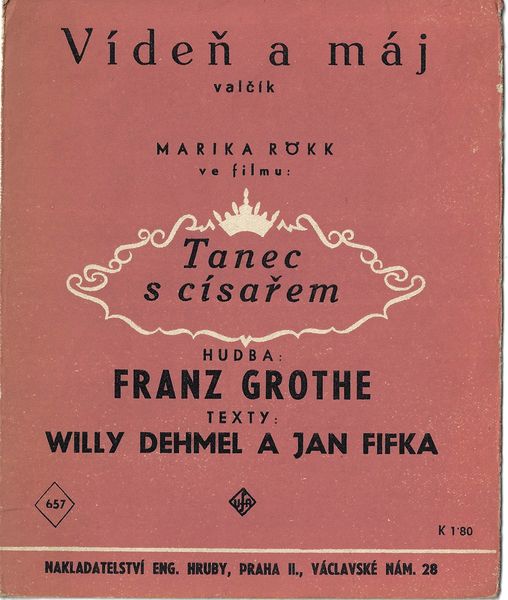 Vídeň a máj
valčík
MARIKA RÖKK
ve filmu:
Tanec
s císařem
HUDBA:
FRANZ GROTHE
TEXTY:
WILLY DEHMEL A JAN FIFKA
657
UFA
K 1·80
NAKLADATELSTVÍ ENG. HRUBY, PRAHA II., VÁCLAVSKÉ NÁM. 28